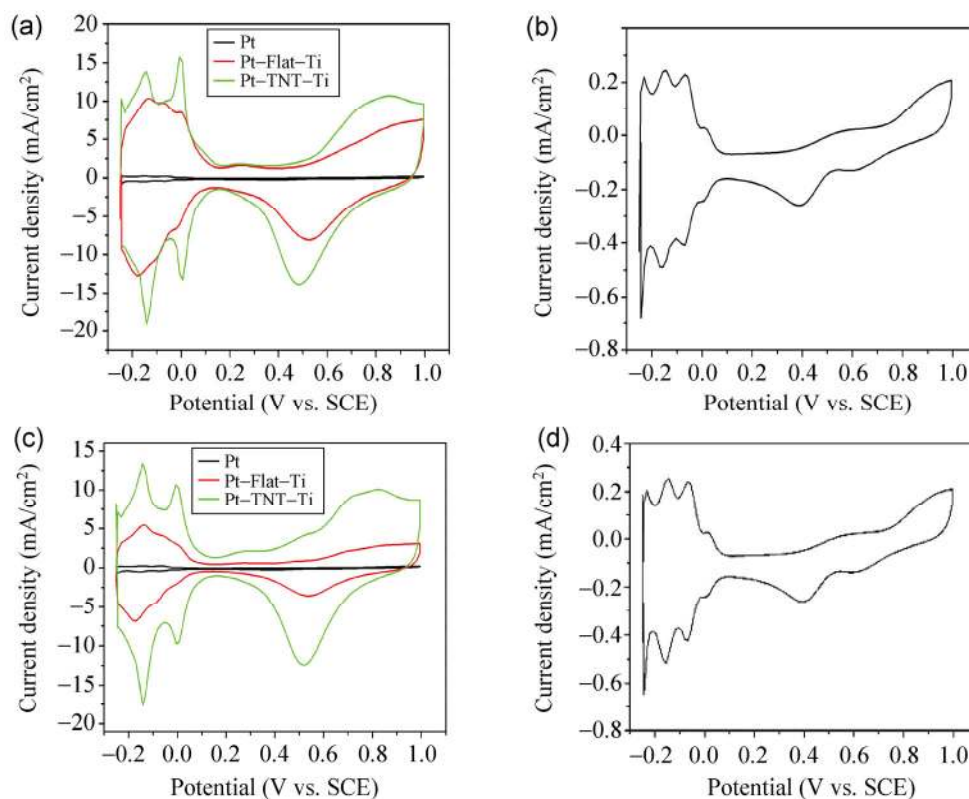 (a)
Pt
Pt–Flat–Ti
Pt–TNT–Ti
20
15
10
5
0
−5
−10
−15
−20
Current density (mA/cm²)
−0.2 0.0 0.2 0.4 0.6 0.8 1.0
Potential (V vs. SCE)
(b)
0.2
0.0
−0.2
−0.4
−0.6
−0.8
Current density (mA/cm²)
−0.2 0.0 0.2 0.4 0.6 0.8 1.0
Potential (V vs. SCE)
(c)
Pt
Pt–Flat–Ti
Pt–TNT–Ti
15
10
5
0
−5
−10
−15
−20
Current density (mA/cm²)
−0.2 0.0 0.2 0.4 0.6 0.8 1.0
Potential (V vs. SCE)
(d)
0.4
0.2
0.0
−0.2
−0.4
−0.6
−0.8
Current density (mA/cm²)
−0.2 0.0 0.2 0.4 0.6 0.8 1.0
Potential (V vs. SCE)